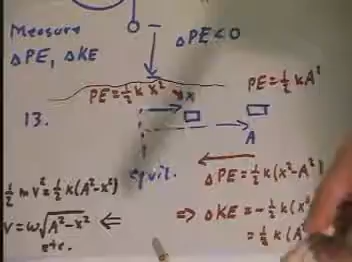 Measure
ΔPE, ΔKE
ΔPE<0
PE=½kx²
PE=½kA²
13.
x
A
Equil.
½mv²=½k(A²-x²)
V=ω√A²-x² ⇐
etc.
ΔPE=½k(x²-A²)
⇒ ΔKE=-½k(x²
=½k(A²